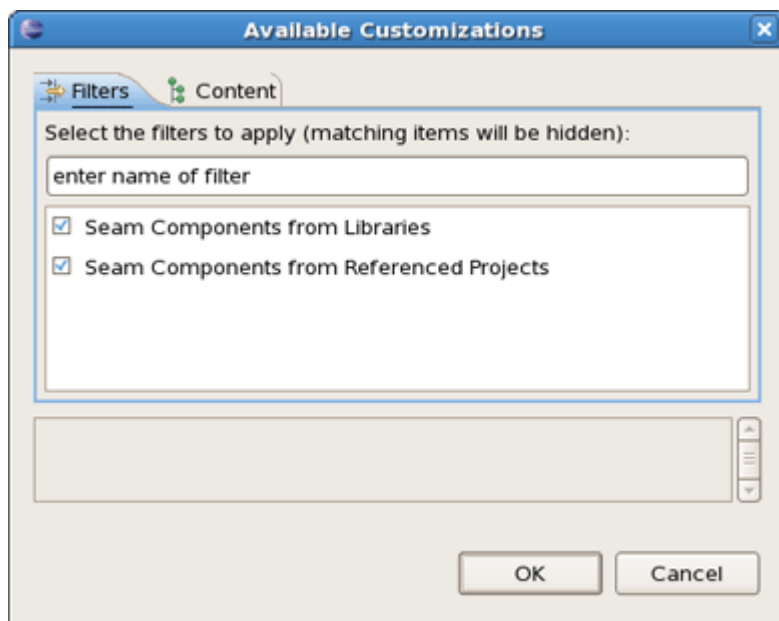 Available Customizations
Filters
Content
Select the filters to apply (matching items will be hidden):
enter name of filter
Seam Components from Libraries
Seam Components from Referenced Projects
OK
Cancel